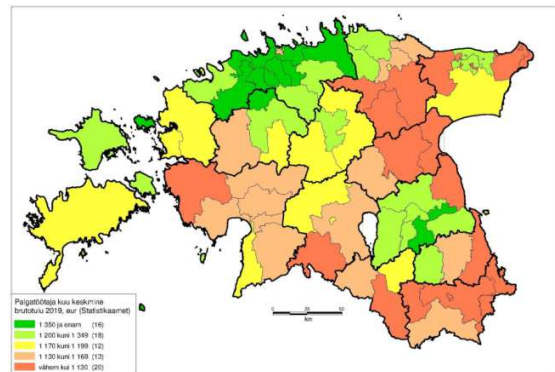 Palgatöötaja kuu keskmine
brutotulu 2019, eur (Statistikaamet)
1 350 ja enam (16)
1 200 kuni 1 349 (18)
1 170 kuni 1 199 (12)
1 130 kuni 1 169 (13)
vähem kui 1 130 (20)
0 25 50
km